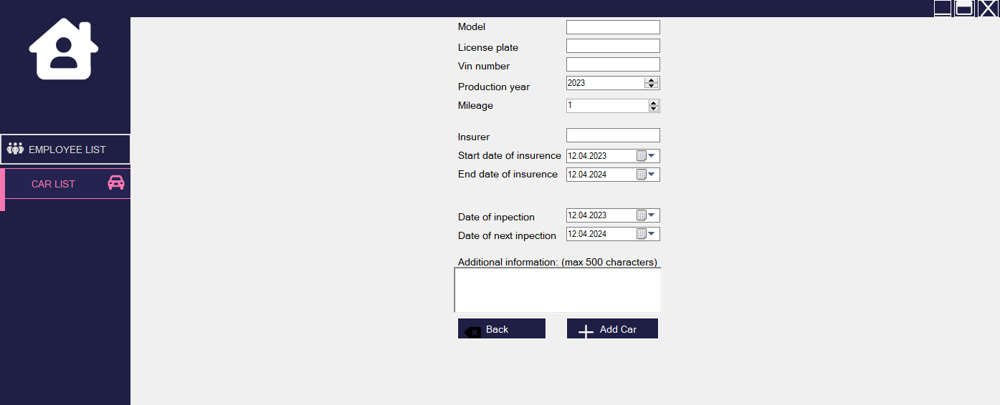 EMPLOYEE LIST
CAR LIST
Model
License plate
Vin number
Production year 2023
Mileage 1
Insurer
Start date of insurence 12.04.2023
End date of insurence 12.04.2024
Date of inpection 12.04.2023
Date of next inpection 12.04.2024
Additional information: (max 500 characters)
Back Add Car